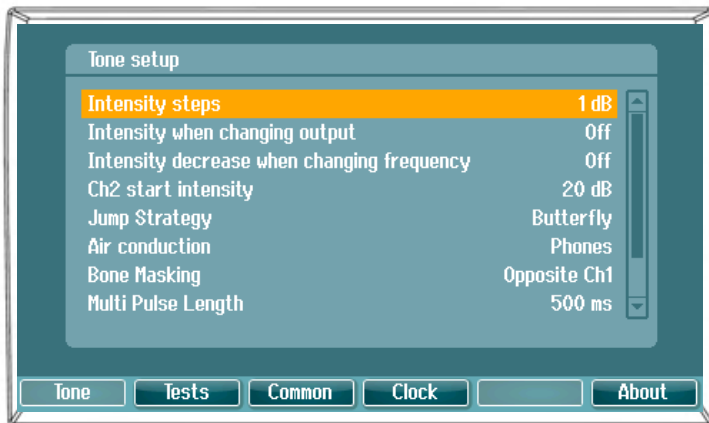 Tone setup
Intensity steps 1 dB
Intensity when changing output Off
Intensity decrease when changing frequency Off
Ch2 start intensity 20 dB
Jump Strategy Butterfly
Air conduction Phones
Bone Masking Opposite Ch1
Multi Pulse Length 500 ms
Tone Tests Common Clock About